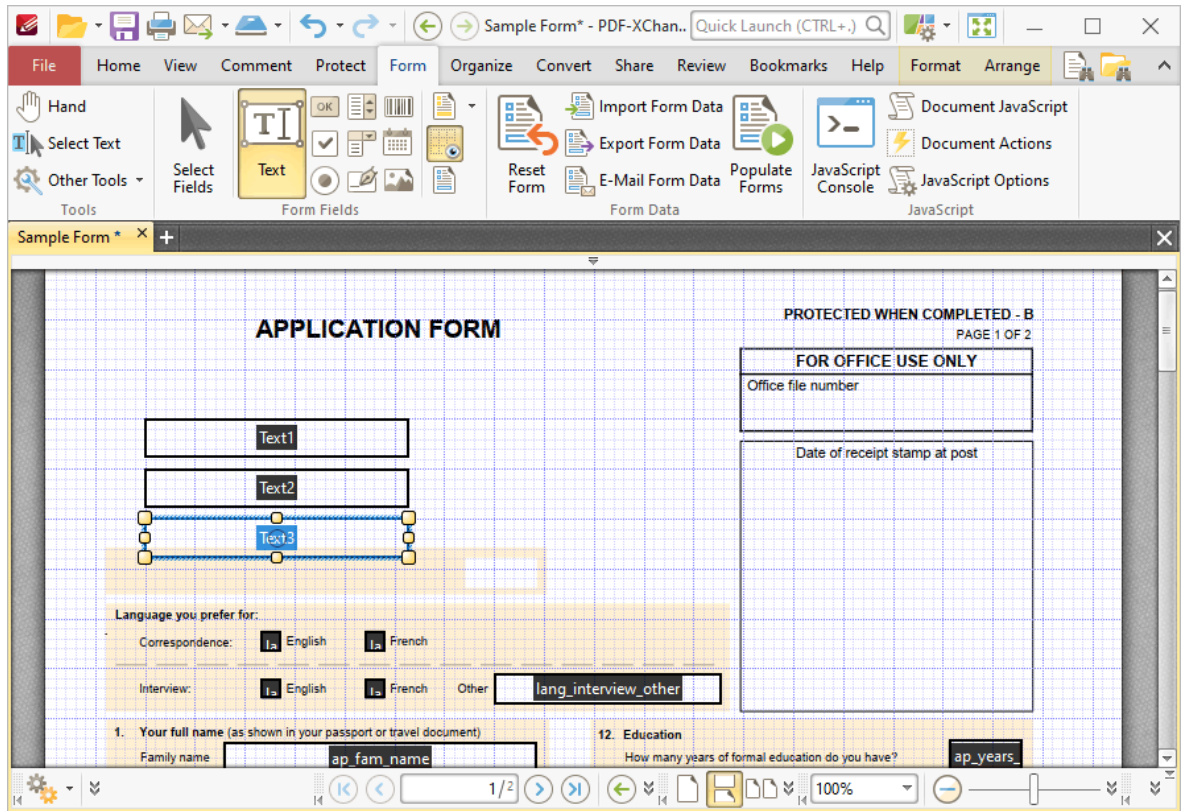 Sample Form* - PDF-XChan..
Quick Launch (CTRL+.)
File Home View Comment Protect Form Organize Convert Share Review Bookmarks Help Format Arrange
Hand
Select Text
Other Tools
Tools
Select Fields
Text
OK
Form Fields
Reset Form
Import Form Data
Export Form Data
E-Mail Form Data
Populate Forms
Form Data
JavaScript Console
Document JavaScript
Document Actions
JavaScript Options
JavaScript
Sample Form *
APPLICATION FORM
PROTECTED WHEN COMPLETED - B
PAGE 1 OF 2
FOR OFFICE USE ONLY
Office file number
Date of receipt stamp at post
Text1
Text2
Text3
Language you prefer for:
Correspondence: la English la French
Interview: la English la French Other lang_interview_other
1. Your full name (as shown in your passport or travel document)
Family name ap_fam_name
12. Education
How many years of formal education do you have? ap_years_
1/2
100%